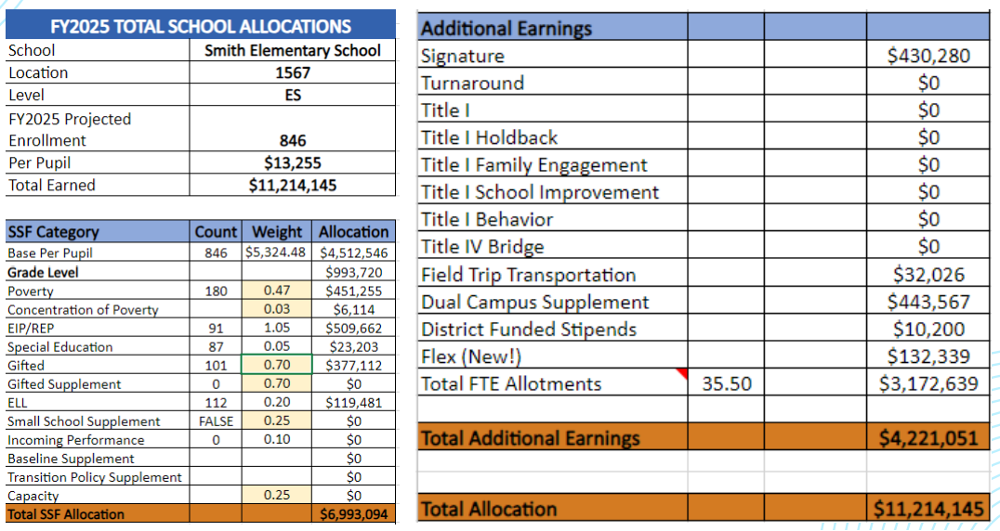 FY2025 TOTAL SCHOOL ALLOCATIONS
School Smith Elementary School
Location 1567
Level ES
FY2025 Projected
Enrollment 846
Per Pupil $13,255
Total Earned $11,214,145
SSF Category Count Weight Allocation
Base Per Pupil 846 $5,324.48 $4,512,546
Grade Level $993,720
Poverty 180 0.47 $451,255
Concentration of Poverty 0.03 $6,114
EIP/REP 91 1.05 $509,662
Special Education 87 0.05 $23,203
Gifted 101 0.70 $377,112
Gifted Supplement 0 0.70 $0
ELL 112 0.20 $119,481
Small School Supplement FALSE 0.25 $0
Incoming Performance 0 0.10 $0
Baseline Supplement $0
Transition Policy Supplement $0
Capacity 0.25 $0
Total SSF Allocation $6,993,094
Additional Earnings
Signature $430,280
Turnaround $0
Title I $0
Title I Holdback $0
Title I Family Engagement $0
Title I School Improvement $0
Title I Behavior $0
Title IV Bridge $0
Field Trip Transportation $32,026
Dual Campus Supplement $443,567
District Funded Stipends $10,200
Flex (New!) $132,339
Total FTE Allotments 35.50 $3,172,639
Total Additional Earnings $4,221,051
Total Allocation $11,214,145